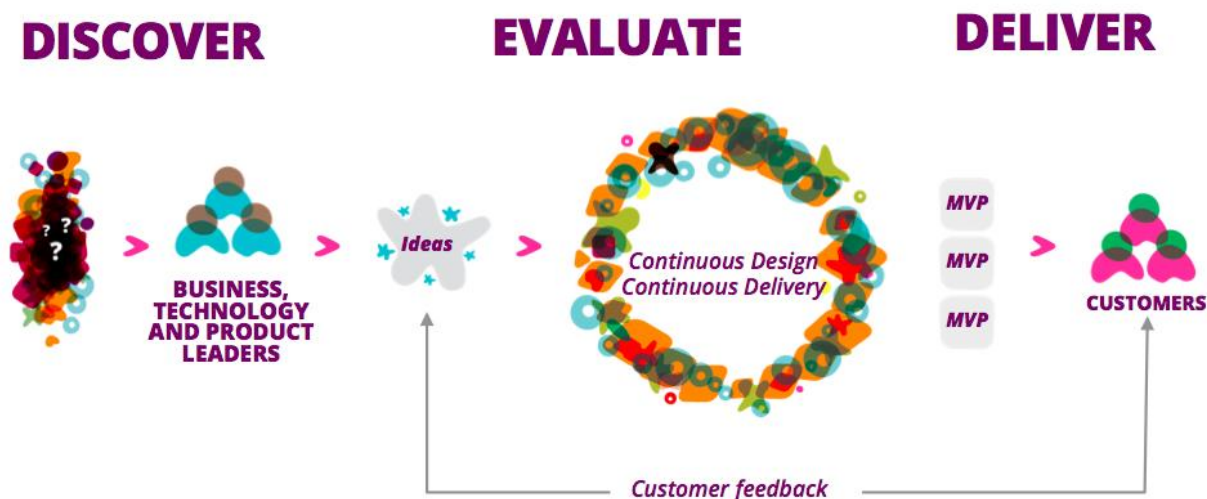 DISCOVER
EVALUATE
DELIVER
? ?
?
BUSINESS,
TECHNOLOGY
AND PRODUCT
LEADERS
Ideas
Continuous Design
Continuous Delivery
MVP
MVP
MVP
CUSTOMERS
Customer feedback